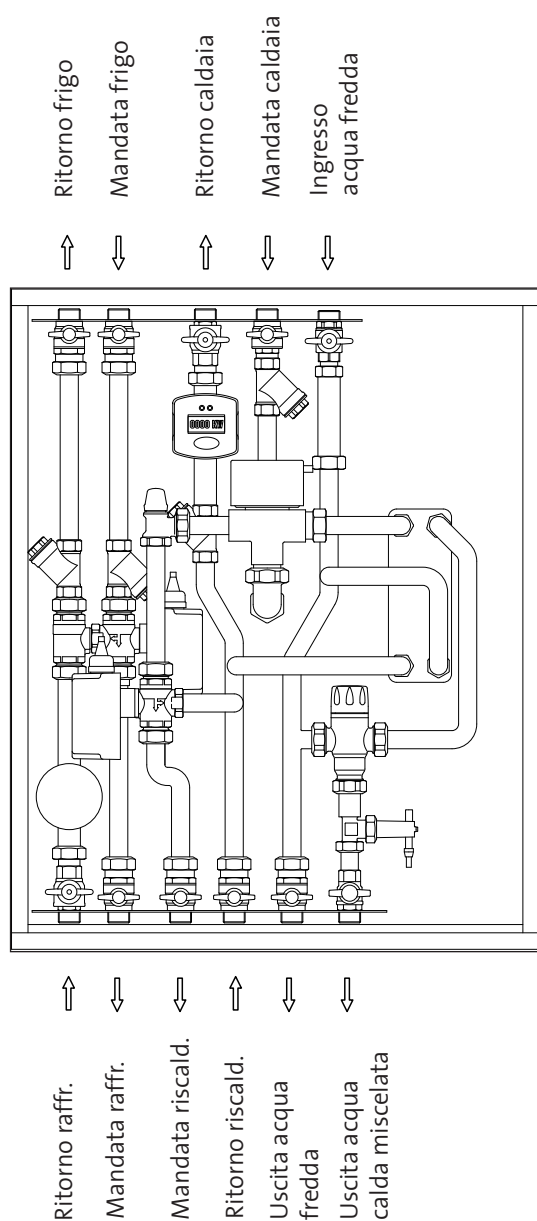 Ritorno frigo
Mandata frigo
Ritorno caldaia
Mandata caldaia
Ingresso
acqua fredda
0000 KW
Ritorno raffr.
Mandata raffr.
Mandata riscald.
Ritorno riscald.
Uscita acqua
fredda
Uscita acqua
calda miscelata